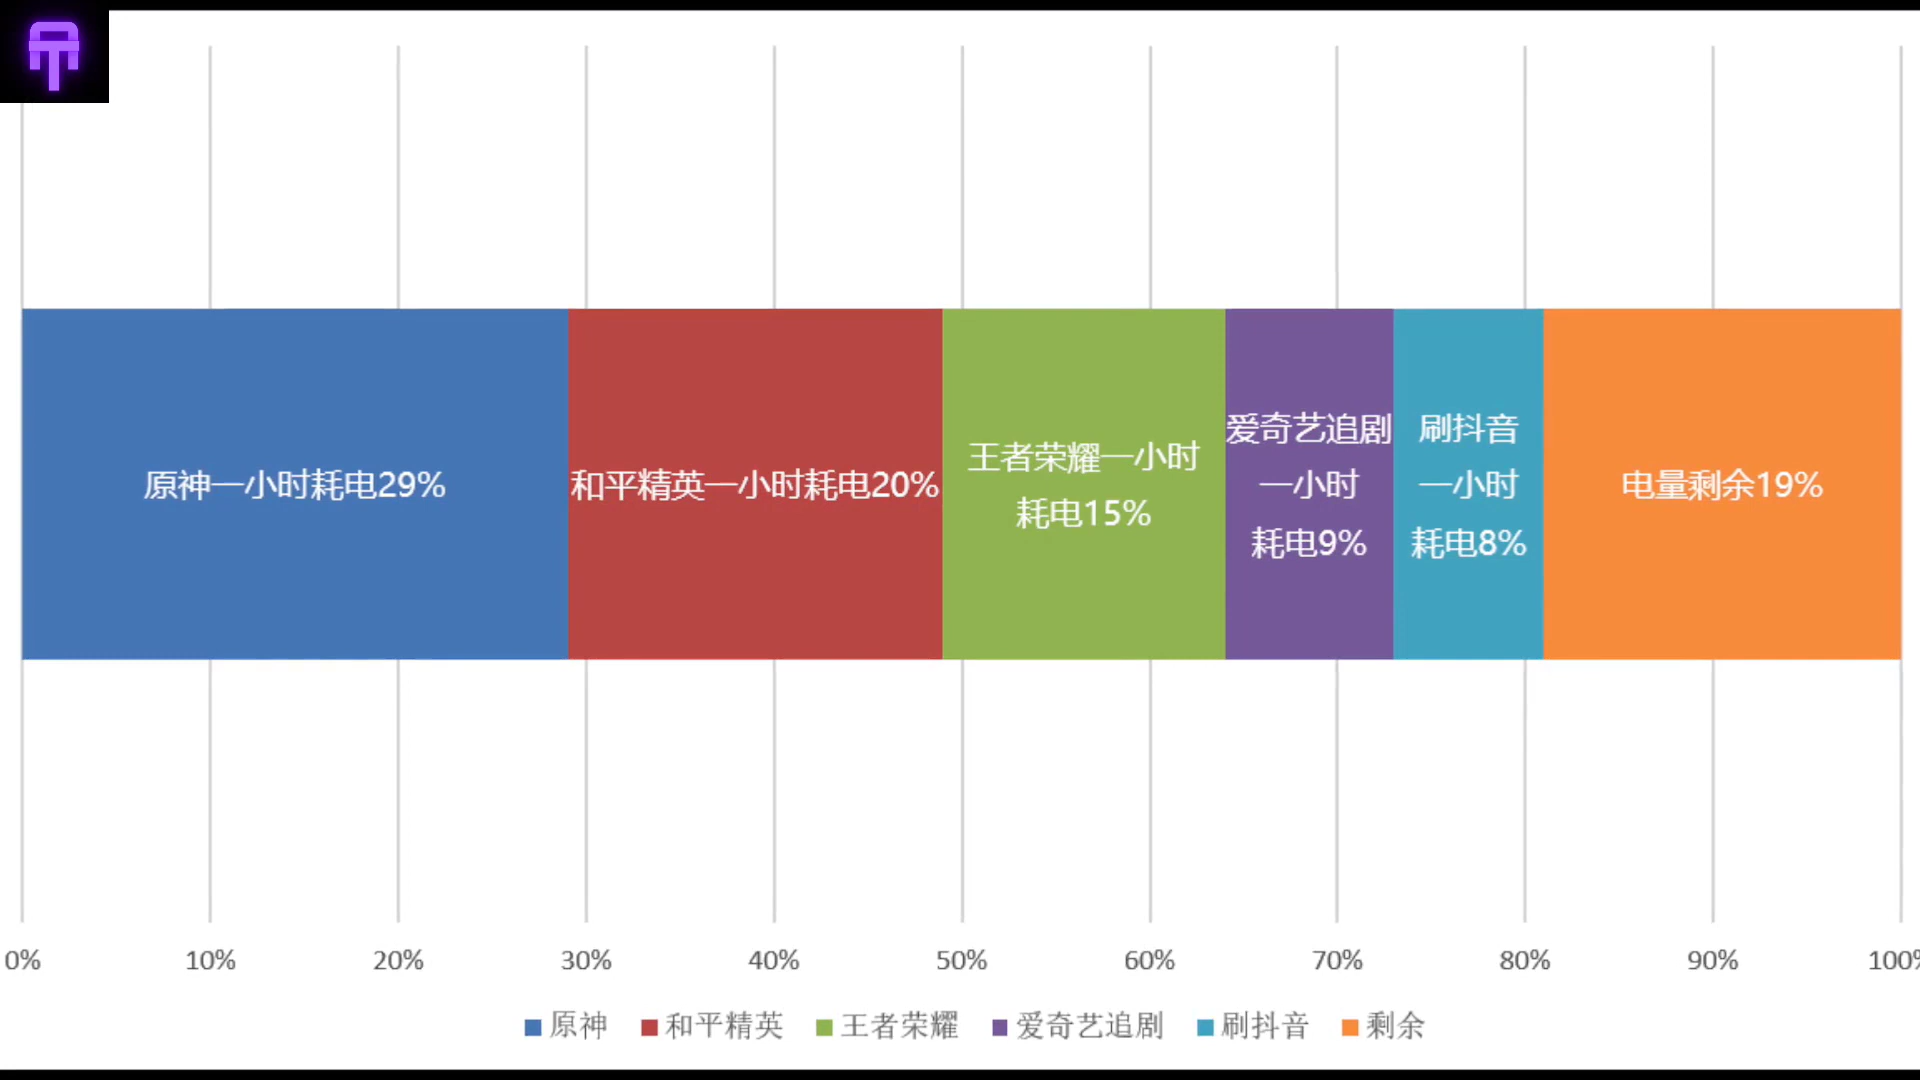 原神一小时耗电29%
和平精英一小时耗电20%
王者荣耀一小时
耗电15%
爱奇艺追剧
一小时
耗电9%
刷抖音
一小时
耗电8%
电量剩余19%
0% 10% 20% 30% 40% 50% 60% 70% 80% 90% 100%
原神 和平精英 王者荣耀 爱奇艺追剧 刷抖音 剩余